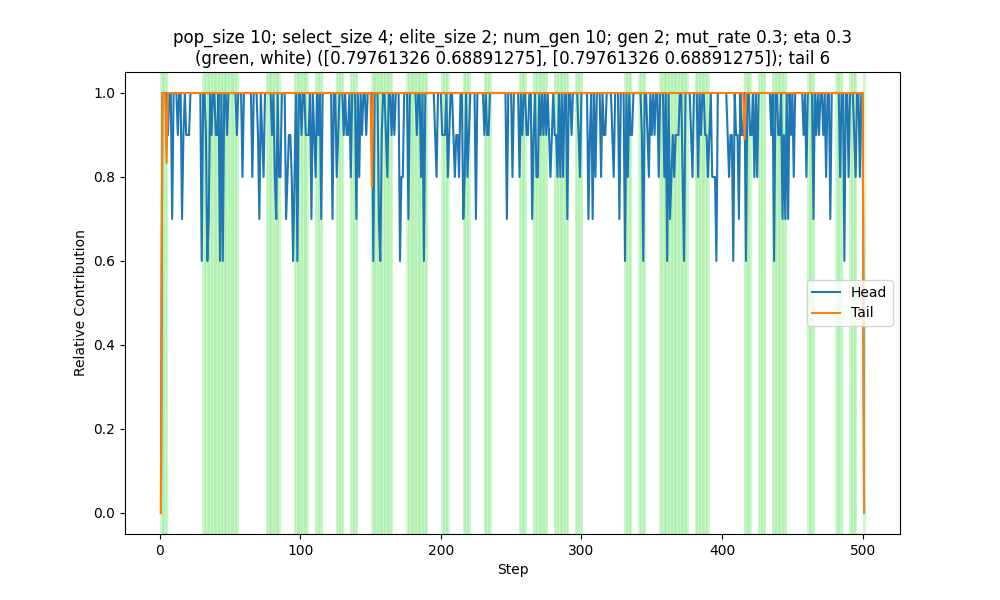 pop_size 10; select_size 4; elite_size 2; num_gen 10; gen 2; mut_rate 0.3; eta 0.3
(green, white) ([0.79761326 0.68891275], [0.79761326 0.68891275]); tail 6
1.0
0.8
0.6
0.4
0.2
0.0
Relative Contribution
Head
Tail
0
100
200
300
400
500
Step